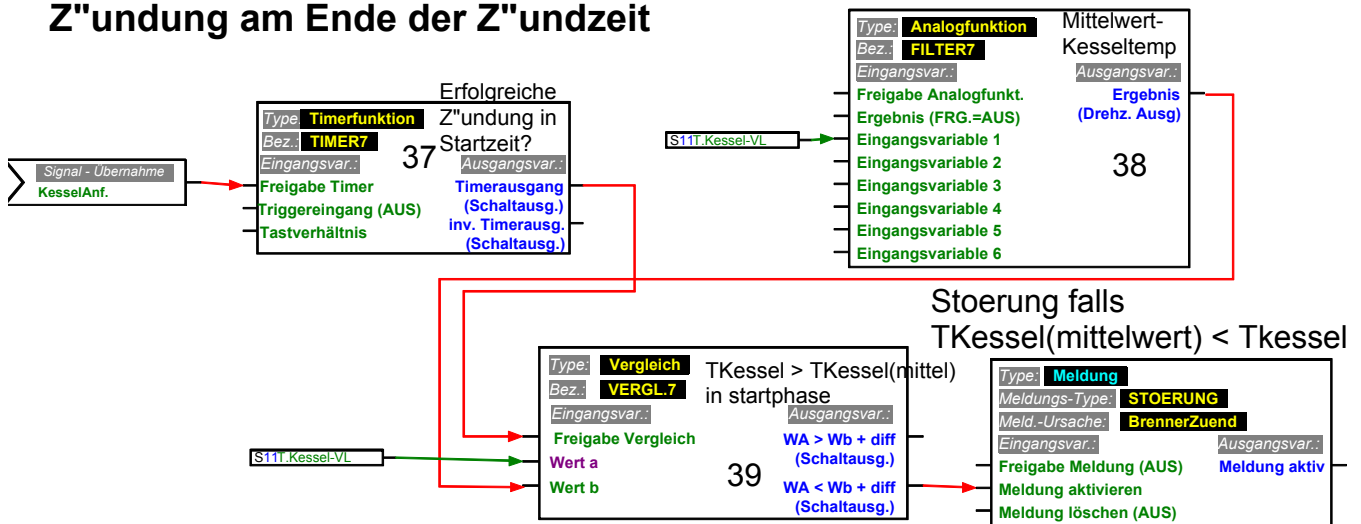 Z"undung am Ende der Z"undzeit
Signal - Übernahme
KesselAnf.
Erfolgreiche
Z"undung in
Startzeit?
Type: Timerfunktion
Bez.: TIMER7
37
Eingangsvar.: Ausgangsvar.:
Freigabe Timer Timerausgang
(Schaltausg.)
Triggereingang (AUS) inv. Timerausg.
Tastverhältnis (Schaltausg.)
Mittelwert-
Kesseltemp
Type: Analogfunktion
Bez.: FILTER7
Eingangsvar.: Ausgangsvar.:
Freigabe Analogfunkt. Ergebnis
Ergebnis (FRG.=AUS) (Drehz. Ausg)
S11T.Kessel-VL
Eingangsvariable 1
Eingangsvariable 2
Eingangsvariable 3
Eingangsvariable 4
Eingangsvariable 5
Eingangsvariable 6
38
Type: Vergleich
Bez.: VERGL.7
TKessel > TKessel(mittel)
in startphase
Eingangsvar.: Ausgangsvar.:
Freigabe Vergleich WA > Wb + diff
(Schaltausg.)
S11T.Kessel-VL
Wert a
Wert b WA < Wb + diff
(Schaltausg.)
39
Stoerung falls
TKessel(mittelwert) < Tkessel
Type: Meldung
Meldungs-Type: STOERUNG
Meld.-Ursache: BrennerZuend
Eingangsvar.: Ausgangsvar.:
Freigabe Meldung (AUS) Meldung aktiv
Meldung aktivieren
Meldung löschen (AUS)